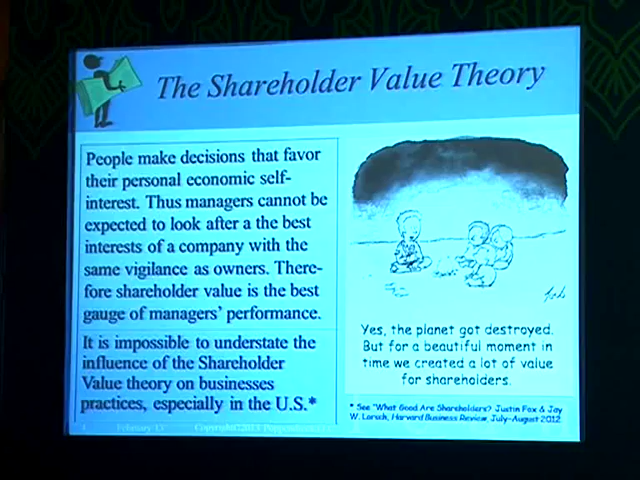 The Shareholder Value Theory
People make decisions that favor
their personal economic self-
interest. Thus managers cannot be
expected to look after a the best
interests of a company with the
same vigilance as owners. There-
fore shareholder value is the best
gauge of managers' performance.
It is impossible to understate the
influence of the Shareholder
Value theory on businesses
practices, especially in the U.S.*
Yes, the planet got destroyed.
But for a beautiful moment in
time we created a lot of value
for shareholders.
* See "What Good Are Shareholders? Justin Fox & Jay
W. Lorsch, Harvard Business Review, July-August 2012
February 13